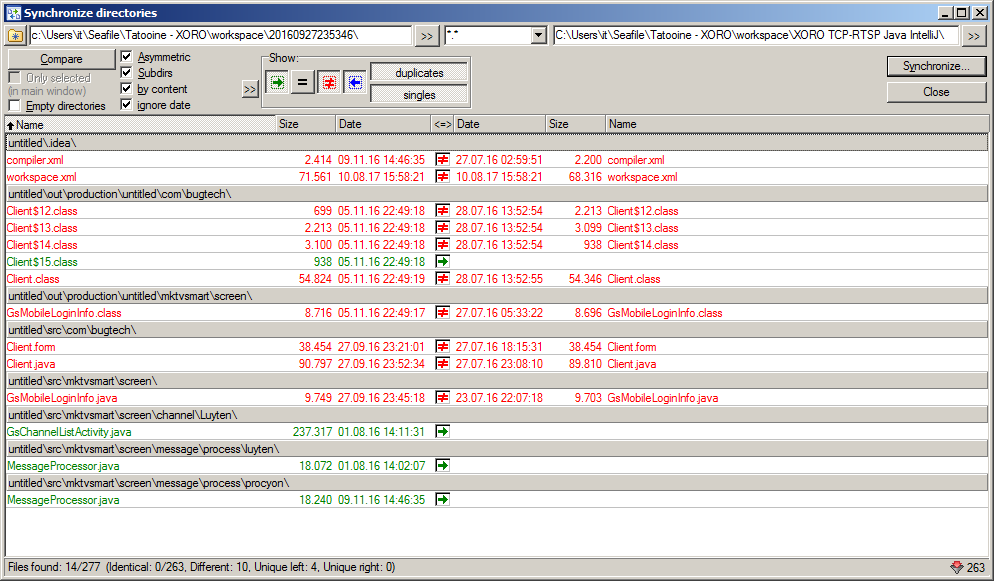 Synchronize directories
c:\Users\it\Seafile\Tatooine - XORO\workspace\20160927235346\ >> *.* C:\Users\it\Seafile\Tatooine - XORO\workspace\XORO TCP-RTSP Java IntelliJ\ >>
Compare
Only selected
(in main window)
Empty directories
Asymmetric
Subdirs
by content
ignore date
>>
Show:
=
duplicates
singles
Synchronize...
Close
Name Size Date <=> Date Size Name
untitled\.idea\
compiler.xml 2.414 09.11.16 14:46:35 27.07.16 02:59:51 2.200 compiler.xml
workspace.xml 71.561 10.08.17 15:58:21 10.08.17 15:58:21 68.316 workspace.xml
untitled\out\production\untitled\com\bugtech\
Client$12.class 699 05.11.16 22:49:18 28.07.16 13:52:54 2.213 Client$12.class
Client$13.class 2.213 05.11.16 22:49:18 28.07.16 13:52:54 3.099 Client$13.class
Client$14.class 3.100 05.11.16 22:49:18 28.07.16 13:52:54 938 Client$14.class
Client$15.class 938 05.11.16 22:49:18
Client.class 54.824 05.11.16 22:49:19 28.07.16 13:52:55 54.346 Client.class
untitled\out\production\untitled\mktvsmart\screen\
GsMobileLoginInfo.class 8.716 05.11.16 22:49:17 27.07.16 05:33:22 8.696 GsMobileLoginInfo.class
untitled\src\com\bugtech\
Client.form 38.454 27.09.16 23:21:01 27.07.16 18:15:31 38.454 Client.form
Client.java 90.797 27.09.16 23:52:34 27.07.16 23:08:10 89.810 Client.java
untitled\src\mktvsmart\screen\
GsMobileLoginInfo.java 9.749 27.09.16 23:45:18 23.07.16 22:07:18 9.703 GsMobileLoginInfo.java
untitled\src\mktvsmart\screen\channel\Luyten\
GsChannelListActivity.java 237.317 01.08.16 14:11:31
untitled\src\mktvsmart\screen\message\process\luyten\
MessageProcessor.java 18.072 01.08.16 14:02:07
untitled\src\mktvsmart\screen\message\process\procyon\
MessageProcessor.java 18.240 09.11.16 14:46:35
Files found: 14/277 (Identical: 0/263, Different: 10, Unique left: 4, Unique right: 0) 263